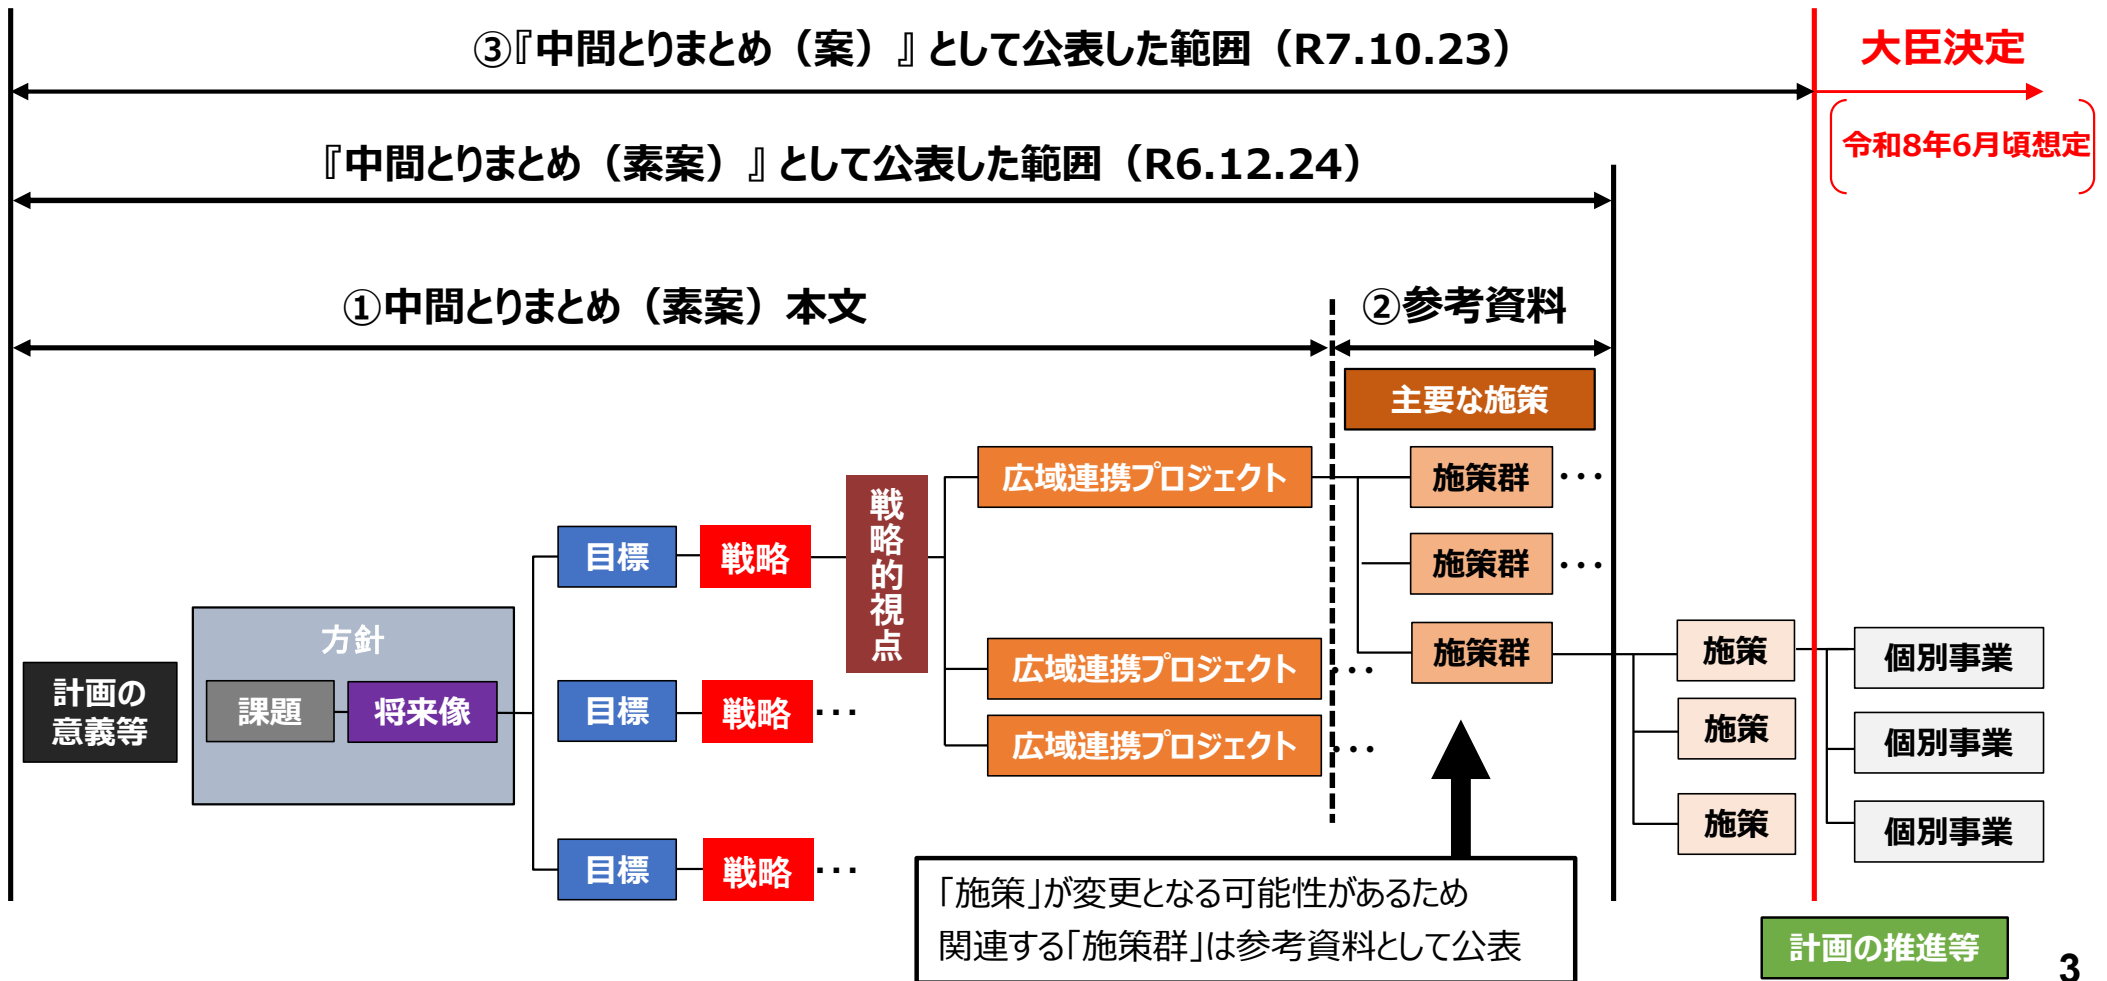 ③『中間とりまとめ（案）』として公表した範囲（R7.10.23）
大臣決定
令和8年6月頃想定
『中間とりまとめ（素案）』として公表した範囲（R6.12.24）
①中間とりまとめ（素案）本文
②参考資料
主要な施策
計画の
意義等
方針
課題
将来像
目標
戦略
目標
戦略
・・・
目標
戦略
・・・
戦略的視点
広域連携プロジェクト
広域連携プロジェクト
・・・
広域連携プロジェクト
・・・
施策群
・・・
施策群
・・・
施策群
施策
施策
施策
個別事業
個別事業
個別事業
「施策」が変更となる可能性があるため
関連する「施策群」は参考資料として公表
計画の推進等
3